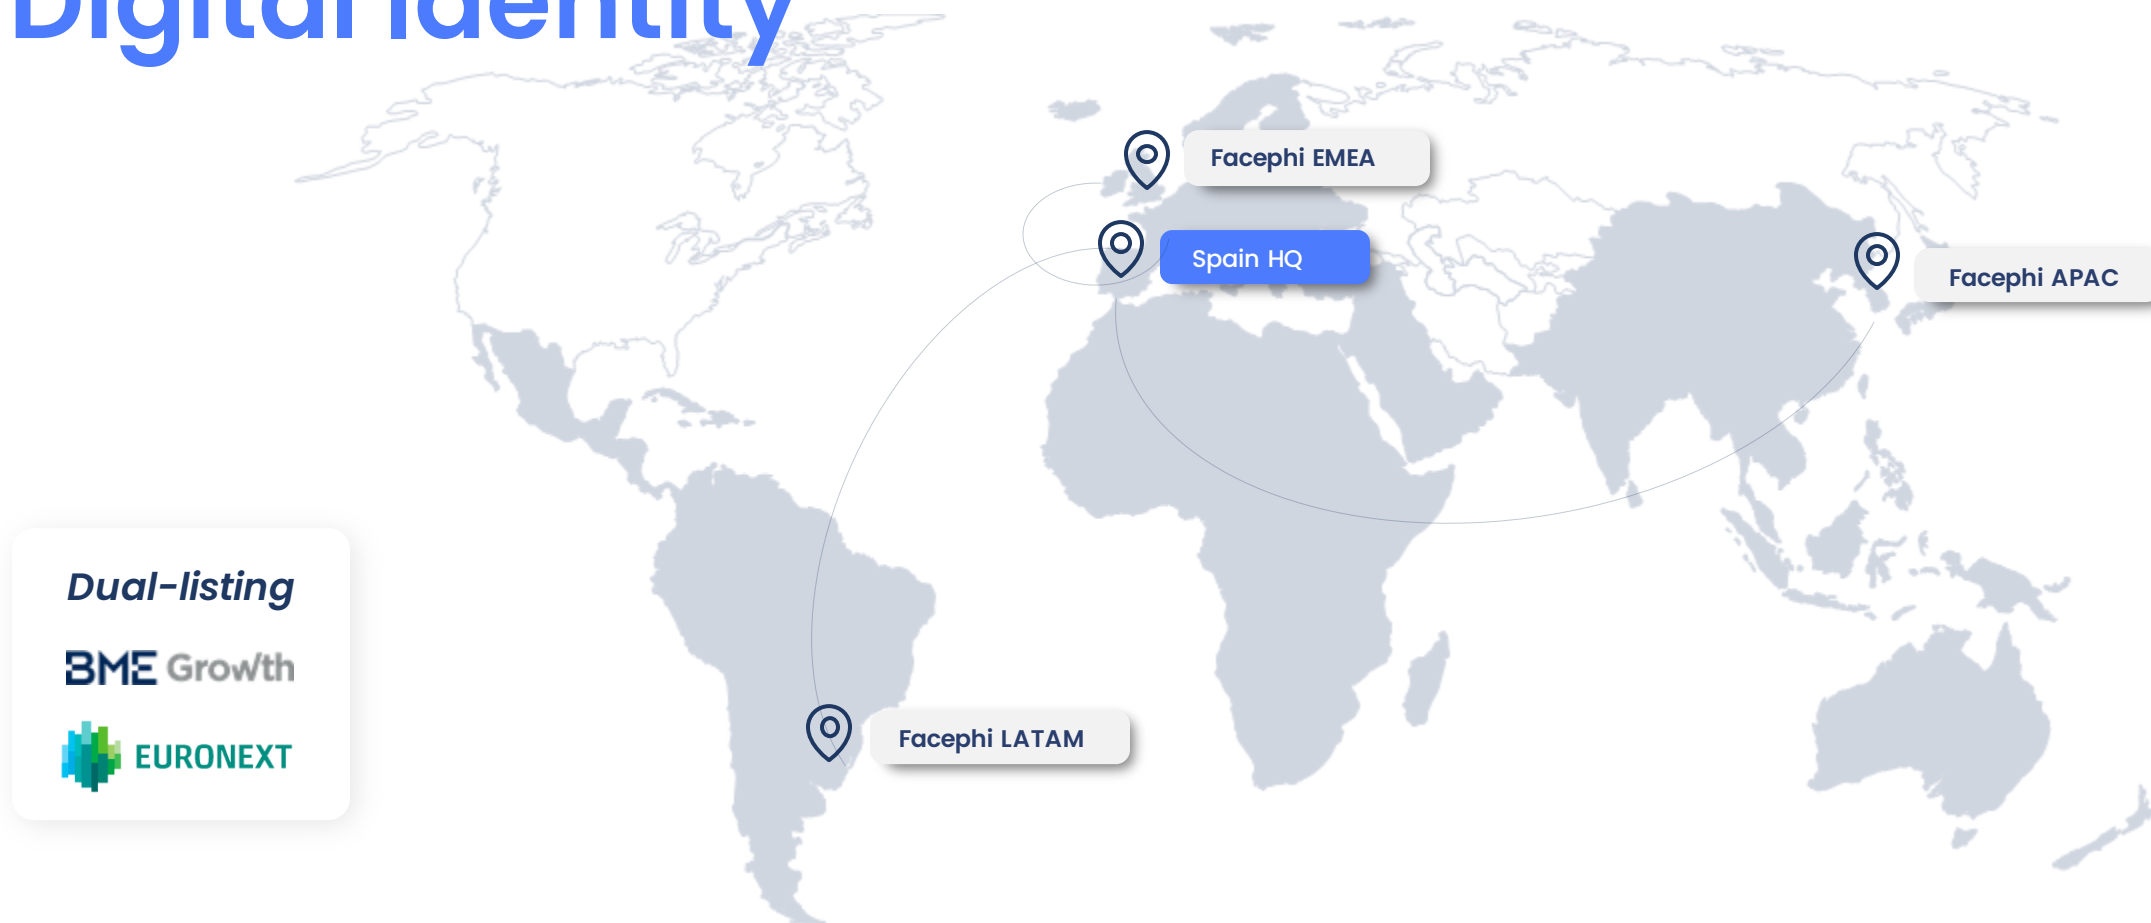 Digital Identity
Facephi EMEA
Spain HQ
Facephi APAC
Dual-listing
BME Growth
EURONEXT
Facephi LATAM